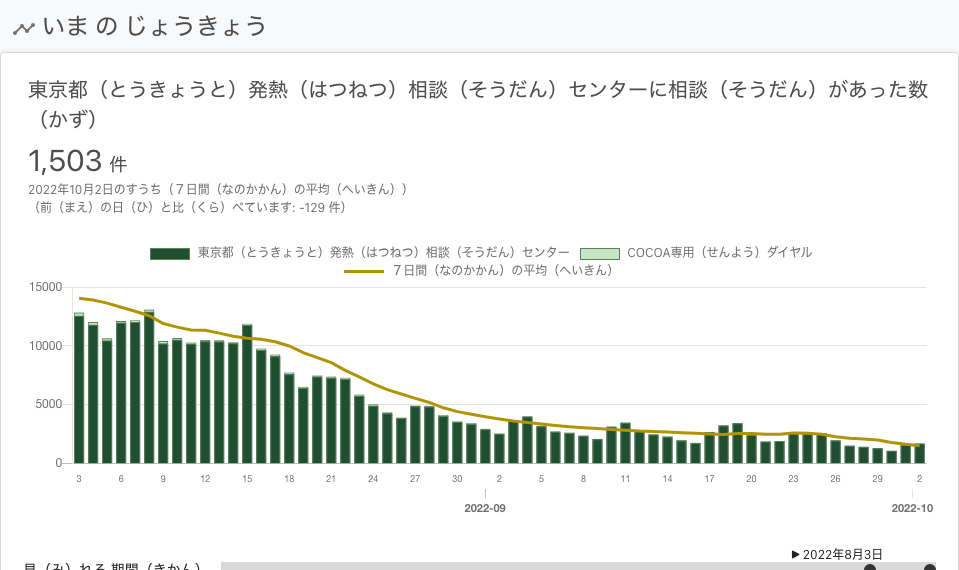 いま の じょうきょう
東京都（とうきょうと）発熱（はつねつ）相談（そうだん）センターに相談（そうだん）があった数
（かず）
1,503 件
2022年10月2日のすうち（７日間（なのかかん）の平均（へいきん））
（前（まえ）の日（ひ）と比（くら）べています: -129 件）
東京都（とうきょうと）発熱（はつねつ）相談（そうだん）センター COCOA専用（せんよう）ダイヤル
７日間（なのかかん）の平均（へいきん）
15000
10000
5000
0
3 6 9 12 15 18 21 24 27 30 2 5 8 11 14 17 20 23 26 29 2
2022-09 2022-10
▶ 2022年8月3日
見（み）れる 期間（きかん）